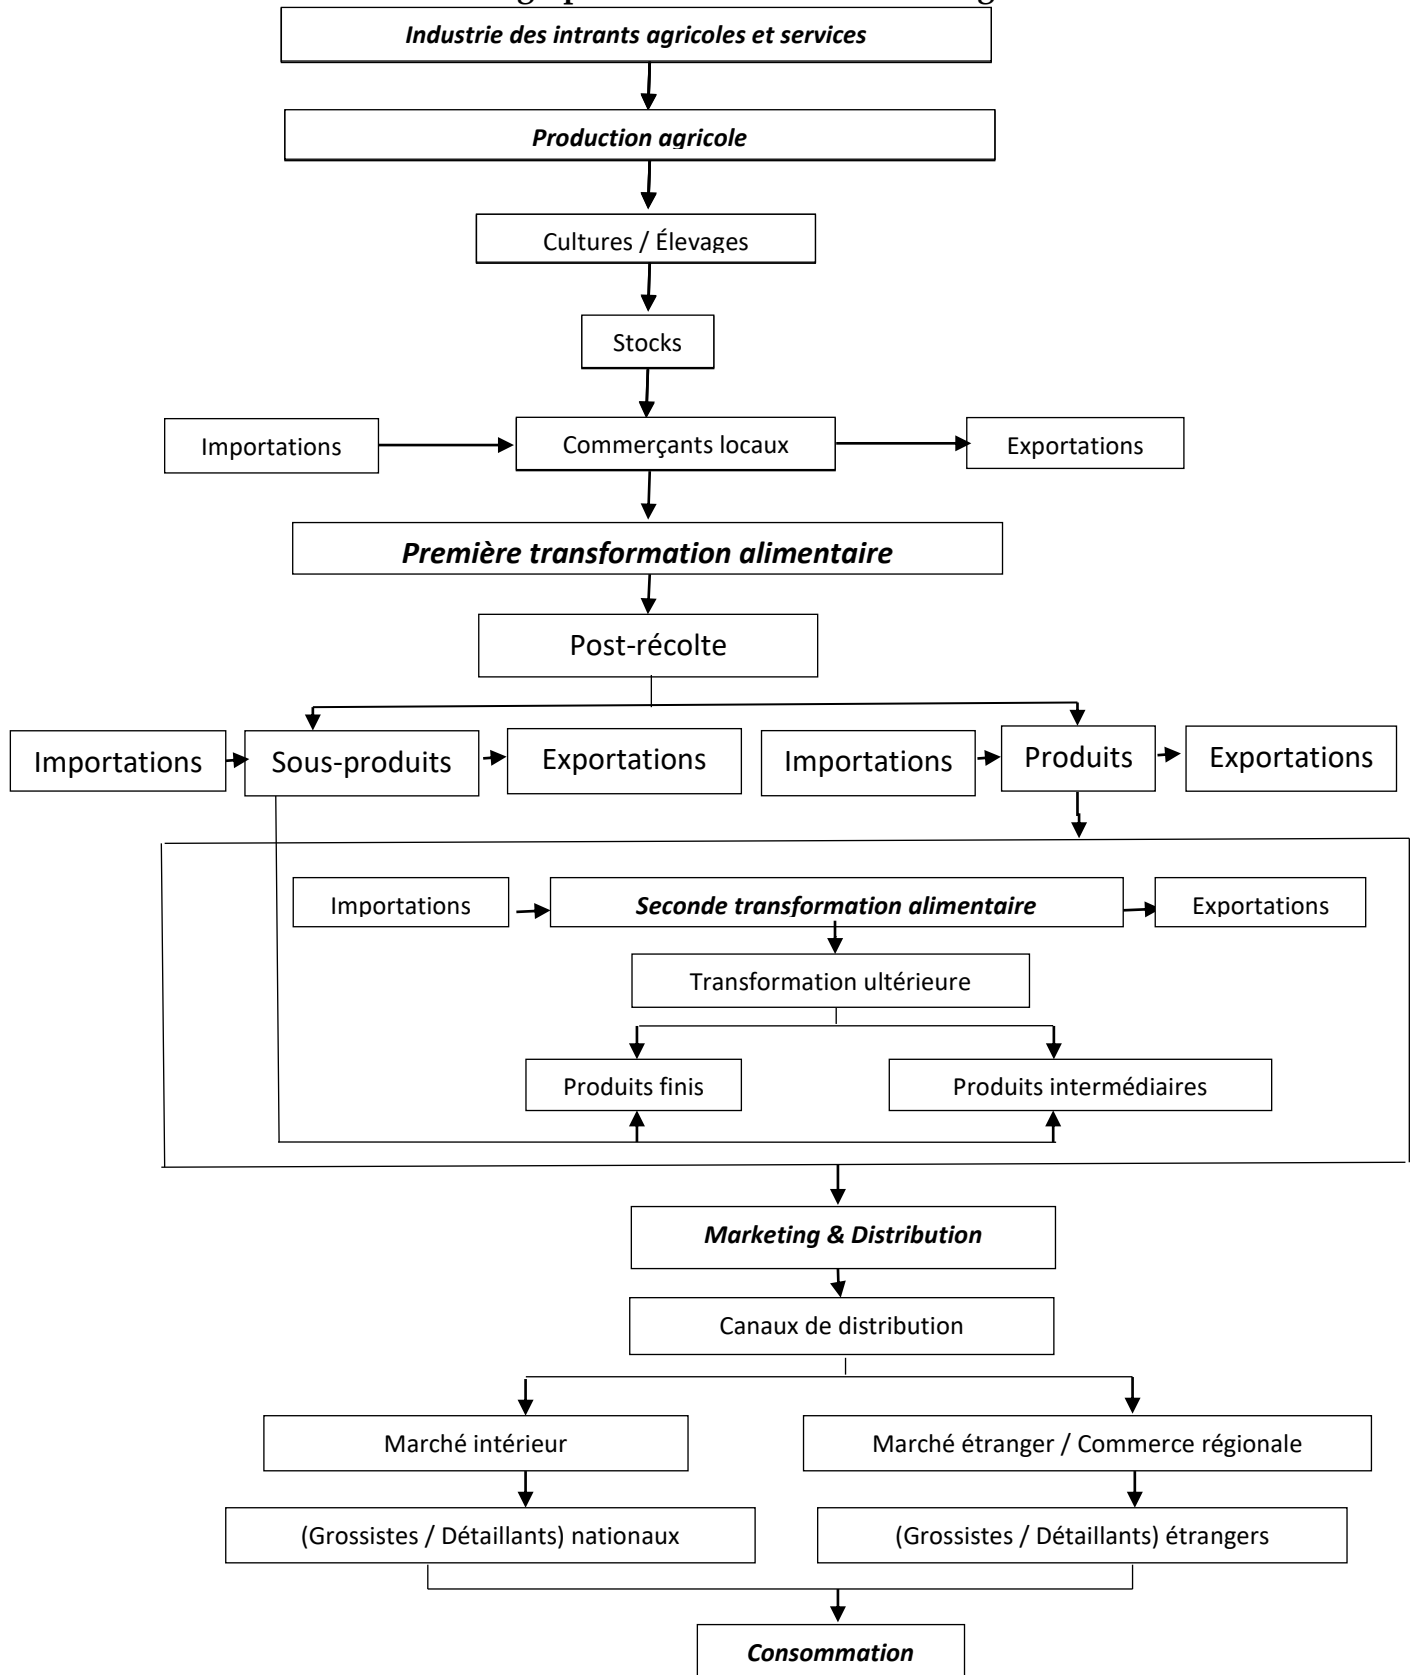 Industrie des intrants agricoles et services
Production agricole
Cultures / Élevages
Stocks
Importations
Commerçants locaux
Exportations
Première transformation alimentaire
Post-récolte
Importations
Sous-produits
Exportations
Importations
Produits
Exportations
Importations
Seconde transformation alimentaire
Exportations
Transformation ultérieure
Produits finis
Produits intermédiaires
Marketing & Distribution
Canaux de distribution
Marché intérieur
Marché étranger / Commerce régionale
(Grossistes / Détaillants) nationaux
(Grossistes / Détaillants) étrangers
Consommation